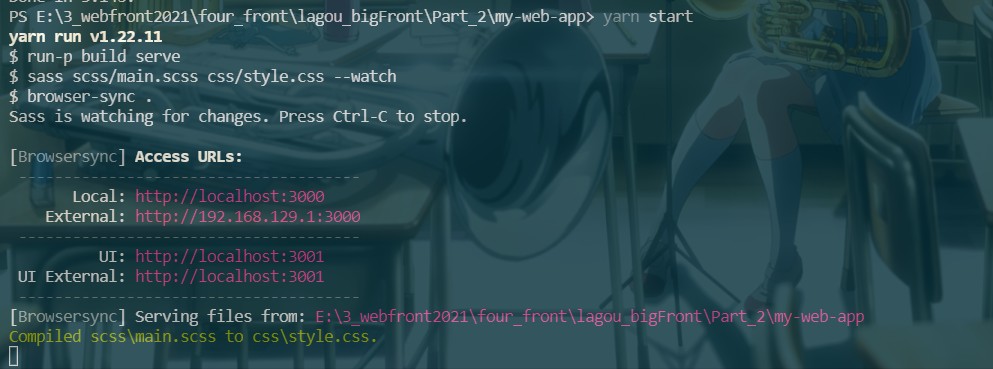 PS E:\3_webfront2021\four_front\lagou_bigFront\Part_2\my-web-app> yarn start
yarn run v1.22.11
$ run-p build serve
$ sass scss/main.scss css/style.css --watch
$ browser-sync .
Sass is watching for changes. Press Ctrl-C to stop.
[Browsersync] Access URLs:
-------------------------------------
Local: http://localhost:3000
External: http://192.168.129.1:3000
-------------------------------------
UI: http://localhost:3001
UI External: http://localhost:3001
-------------------------------------
[Browsersync] Serving files from: E:\3_webfront2021\four_front\lagou_bigFront\Part_2\my-web-app
Compiled scss\main.scss to css\style.css.